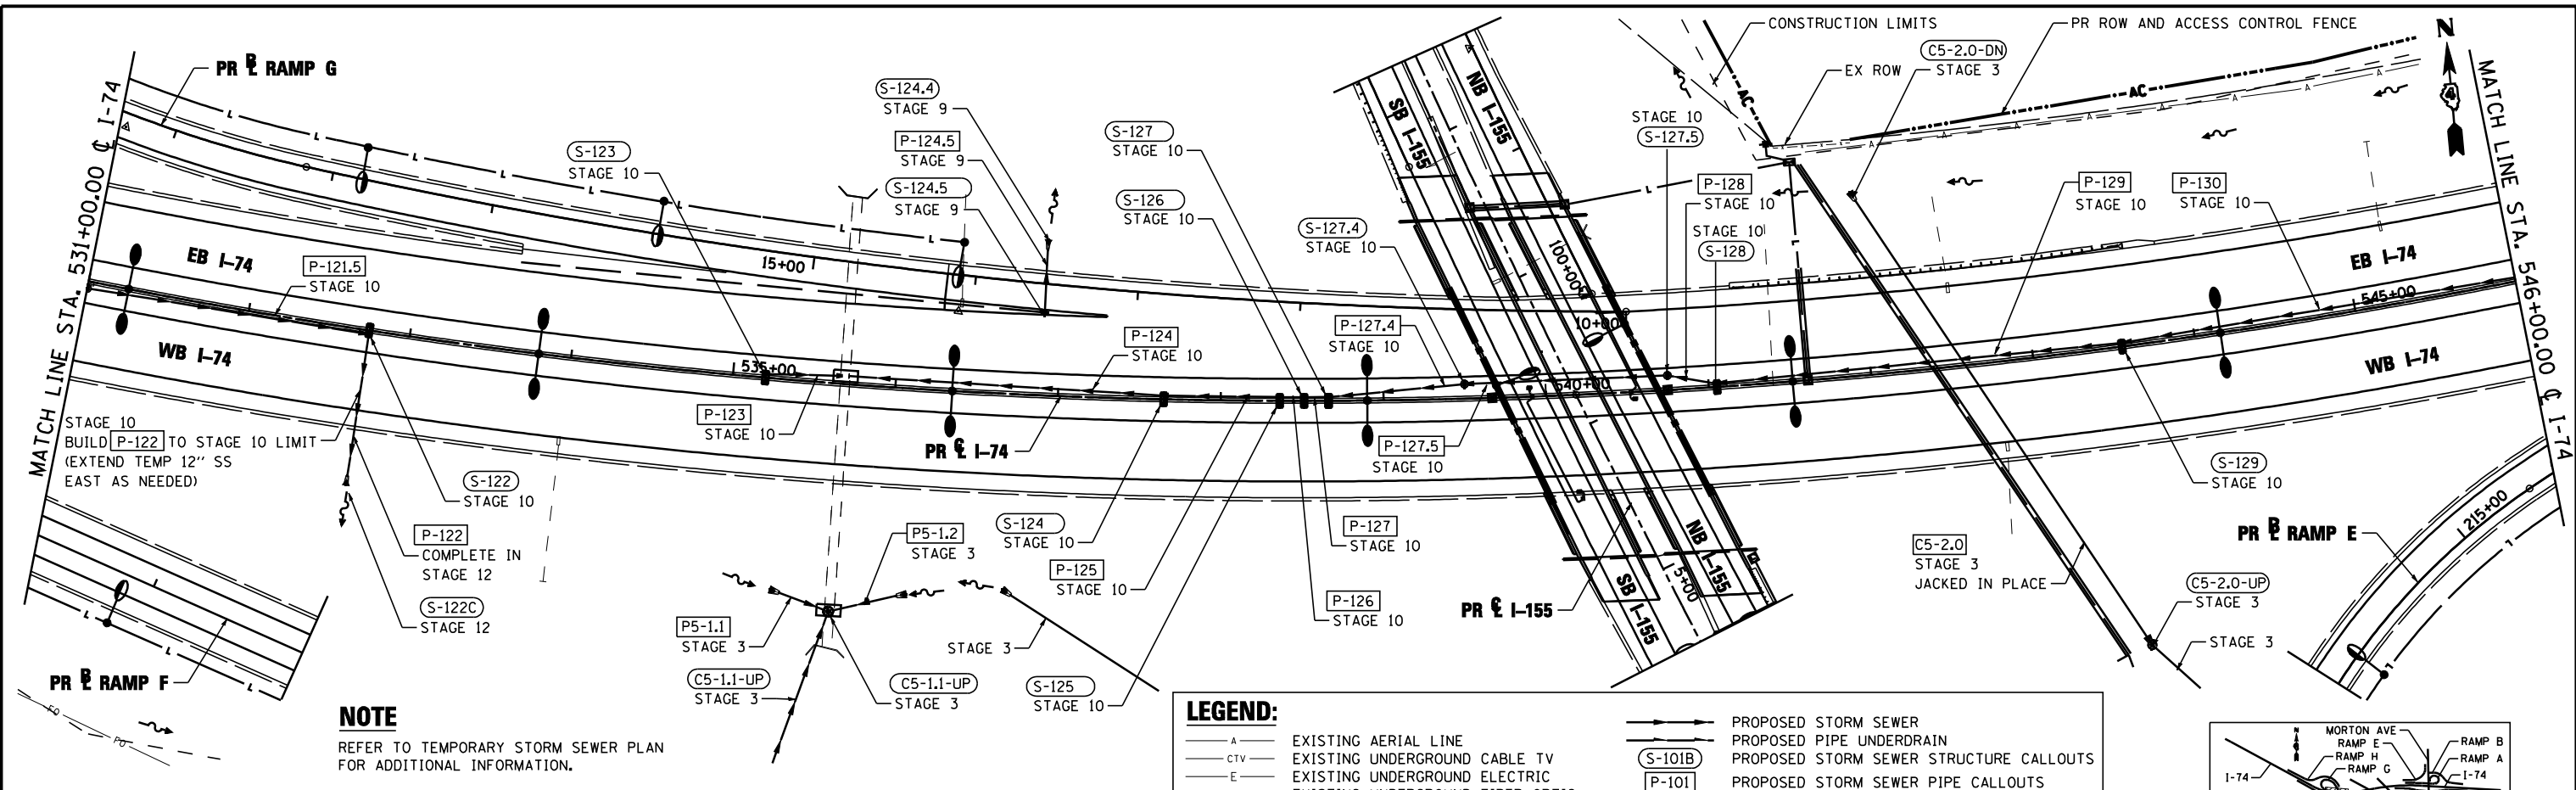 MATCH LINE STA. 531+00.00 ℄ I-74
PR ℄ RAMP G
S-123
STAGE 10
S-124.4
STAGE 9
P-124.5
STAGE 9
S-124.5
STAGE 9
S-127
STAGE 10
S-126
STAGE 10
SB I-155
NB I-155
S-127.4
STAGE 10
STAGE 10
S-127.5
CONSTRUCTION LIMITS
PR ROW AND ACCESS CONTROL FENCE
C5-2.0-DN
STAGE 3
EX ROW
AC
AC
N
MATCH LINE STA. 546+00.00 ℄ I-74
P-128
STAGE 10
STAGE 10
S-128
P-129
STAGE 10
P-130
STAGE 10
EB I-74
P-121.5
STAGE 10
WB I-74
15+00
535+00
P-124
STAGE 10
P-127.4
STAGE 10
100+00
10+00
540+00
545+00
EB I-74
WB I-74
STAGE 10
BUILD P-122 TO STAGE 10 LIMIT
(EXTEND TEMP 12'' SS
EAST AS NEEDED)
P-123
STAGE 10
PR ℄ I-74
P-127.5
STAGE 10
S-122
STAGE 10
P-122
COMPLETE IN
STAGE 12
S-122C
STAGE 12
P5-1.2
STAGE 3
S-124
STAGE 10
P-125
STAGE 10
P-127
STAGE 10
P-126
STAGE 10
S-129
STAGE 10
215+00
PR ℄ RAMP E
C5-2.0
STAGE 3
JACKED IN PLACE
C5-2.0-UP
STAGE 3
STAGE 3
PR ℄ I-155
SB I-155
5+00
NB I-155
P5-1.1
STAGE 3
C5-1.1-UP
STAGE 3
C5-1.1-UP
STAGE 3
STAGE 3
S-125
STAGE 10
PR ℄ RAMP F
FO
FO
NOTE
REFER TO TEMPORARY STORM SEWER PLAN
FOR ADDITIONAL INFORMATION.
LEGEND:
A EXISTING AERIAL LINE
CTV EXISTING UNDERGROUND CABLE TV
E EXISTING UNDERGROUND ELECTRIC
PROPOSED STORM SEWER
PROPOSED PIPE UNDERDRAIN
S-101B PROPOSED STORM SEWER STRUCTURE CALLOUTS
P-101 PROPOSED STORM SEWER PIPE CALLOUTS
N
MORTON AVE
RAMP E
RAMP H
RAMP G
I-74
RAMP B
RAMP A
I-74